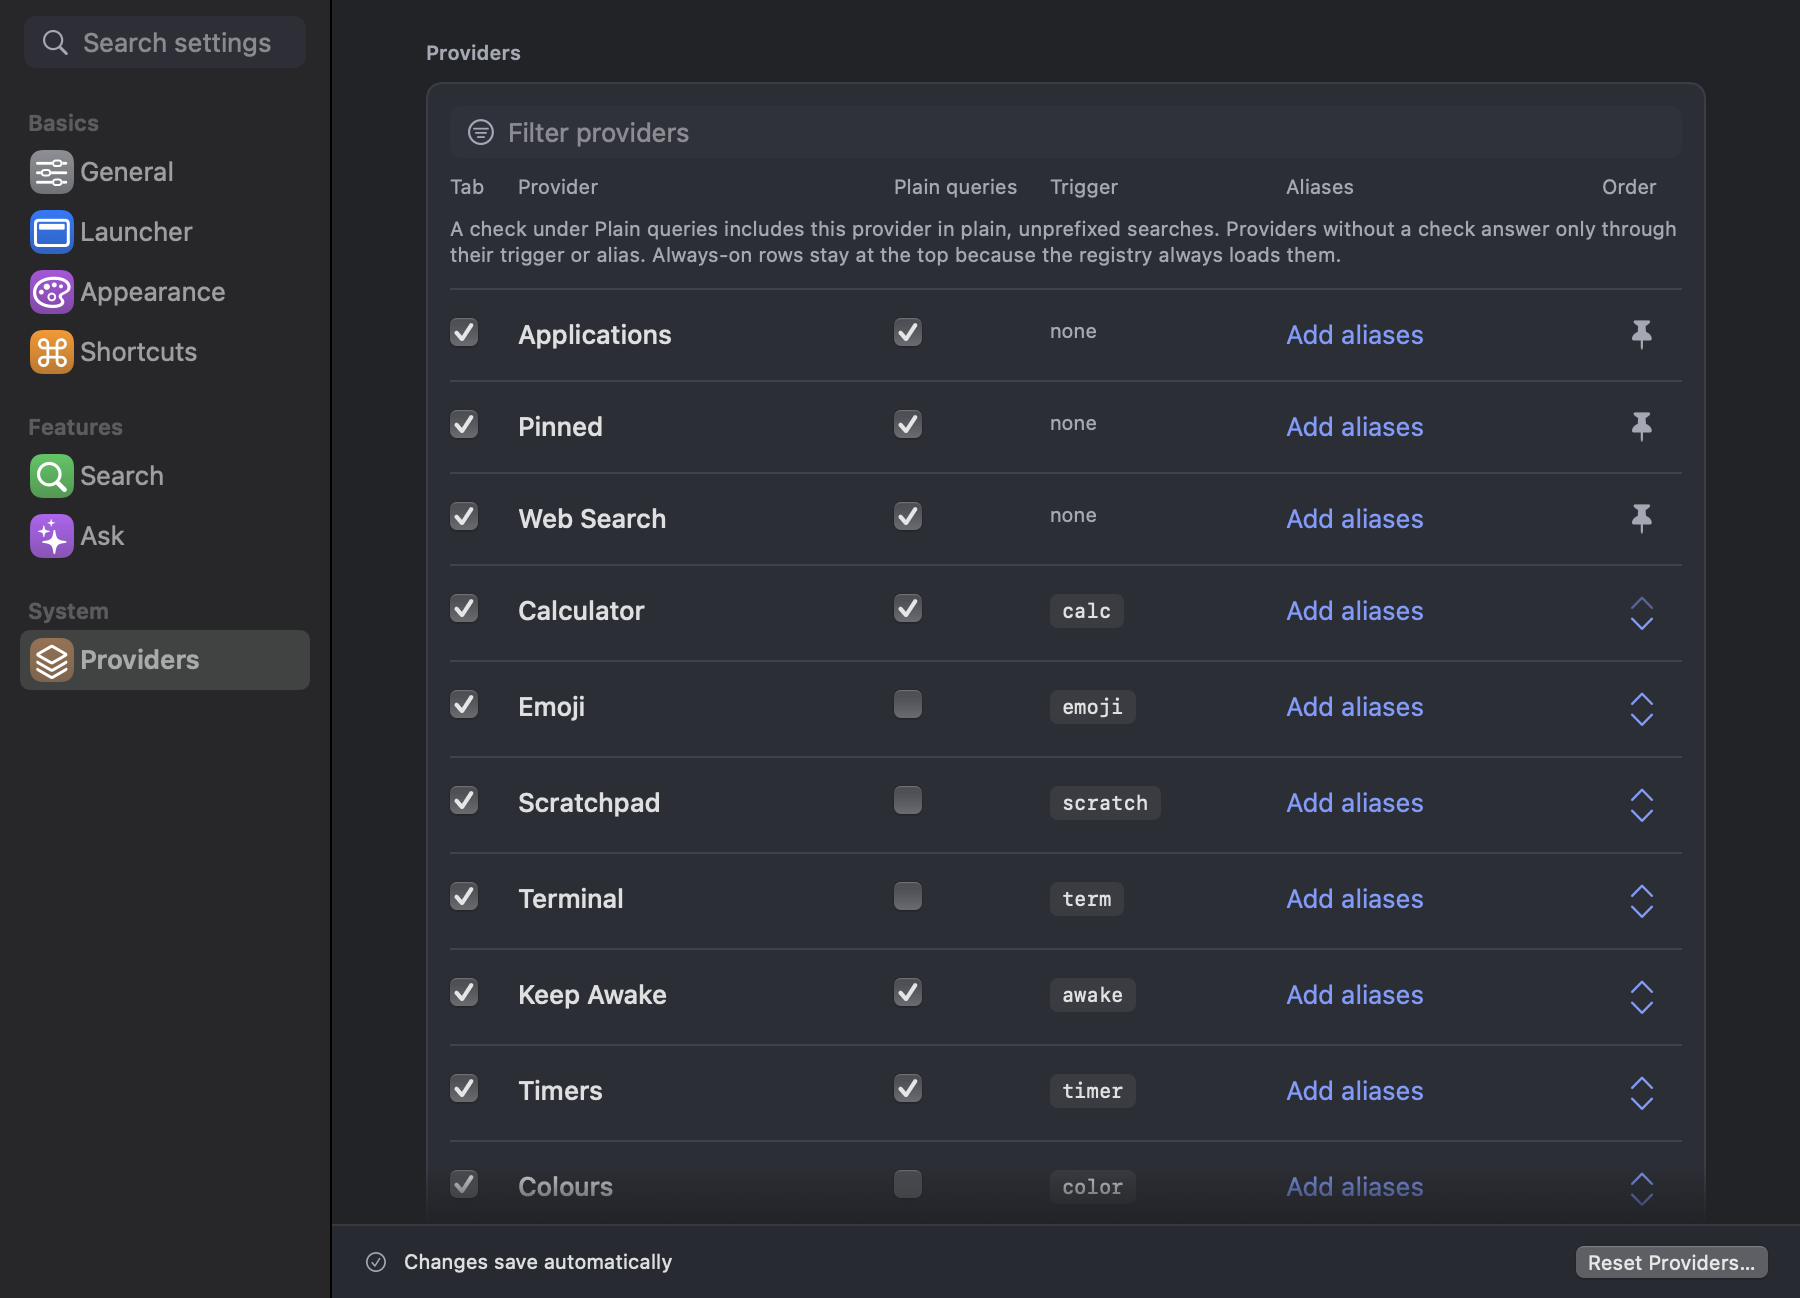 Search settings
Basics
General
Launcher
Appearance
Shortcuts
Features
Search
Ask
System
Providers
Providers
Filter providers
Tab Provider Plain queries Trigger Aliases Order
A check under Plain queries includes this provider in plain, unprefixed searches. Providers without a check answer only through
their trigger or alias. Always-on rows stay at the top because the registry always loads them.
Applications none Add aliases
Pinned none Add aliases
Web Search none Add aliases
Calculator calc Add aliases
Emoji emoji Add aliases
Scratchpad scratch Add aliases
Terminal term Add aliases
Keep Awake awake Add aliases
Timers timer Add aliases
Colours color Add aliases
Changes save automatically
Reset Providers...